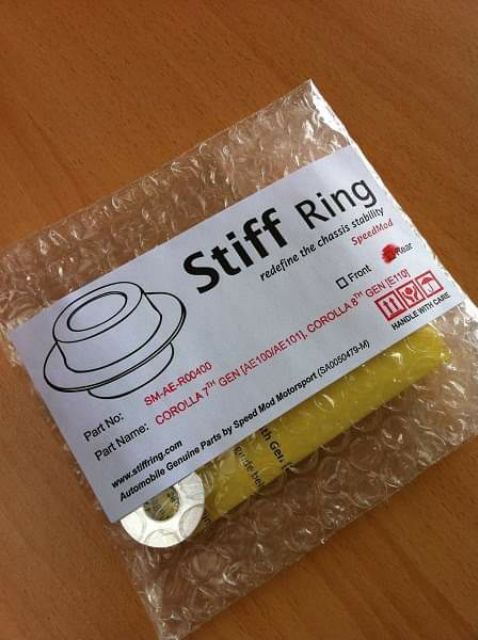 Stiff Ring
redefine the chassis stability
SpeedMod
Front Rear
HANDLE WITH CARE
Part No: SM-AE-R00400
Part Name: COROLLA 7TH GEN [AE100/AE101], COROLLA 8TH GEN [E110]
www.stiffring.com
Automobile Genuine Parts by Speed Mod Motorsport (SA0050479-M)
th Gen